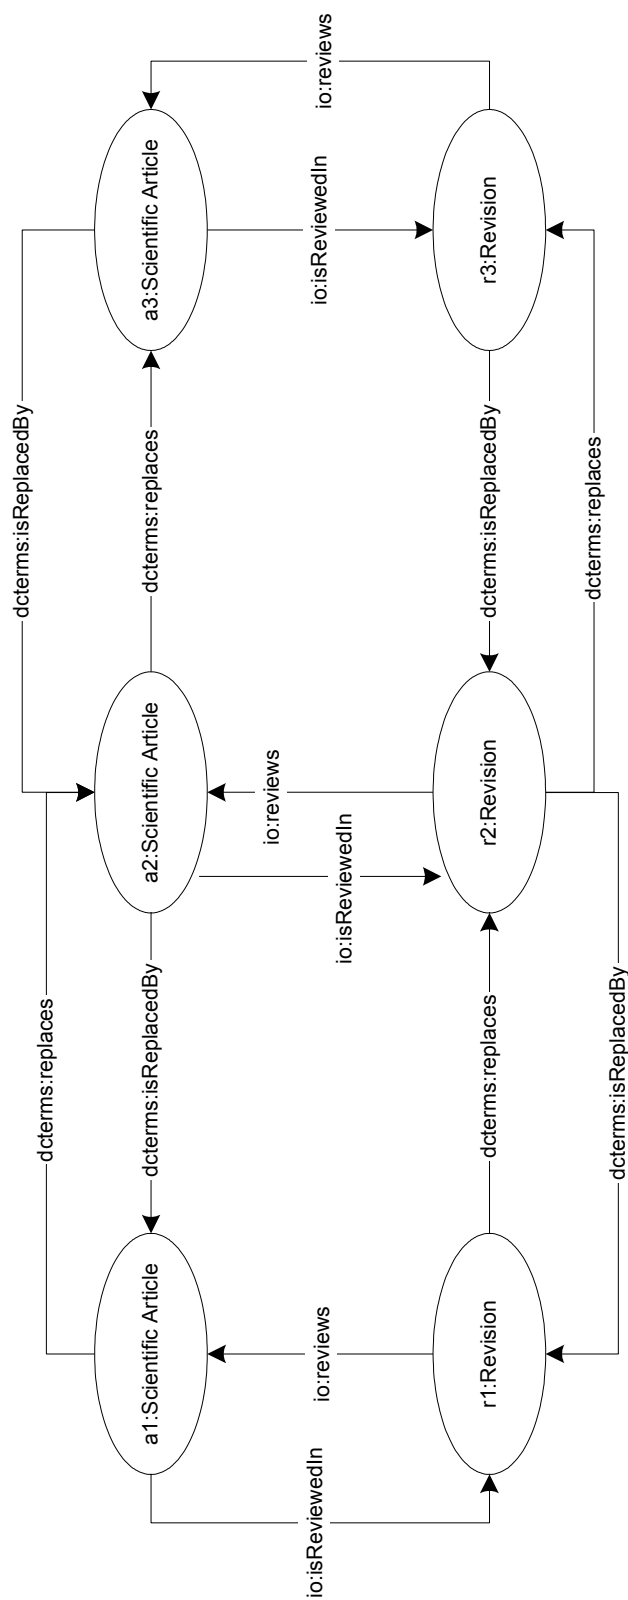 dcterms:isReplacedBy
dcterms:replaces
a1:Scientific Article
dcterms:isReplacedBy
a2:Scientific Article
dcterms:replaces
a3:Scientific Article
io:isReviewedIn
io:reviews
io:isReviewedIn
io:reviews
io:isReviewedIn
io:reviews
r1:Revision
dcterms:replaces
r2:Revision
dcterms:isReplacedBy
r3:Revision
dcterms:replaces
dcterms:isReplacedBy